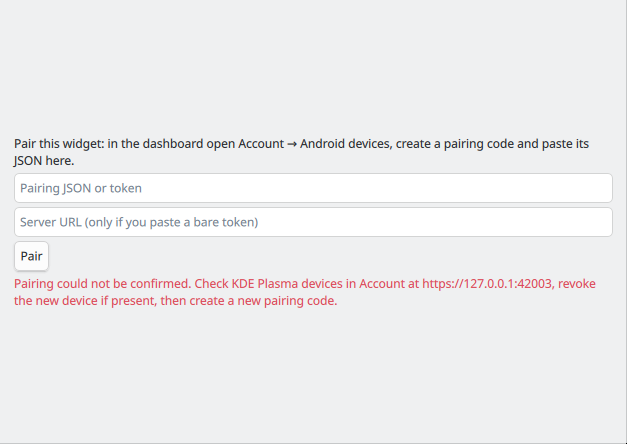 Pair this widget: in the dashboard open Account → Android devices, create a pairing code and paste its
JSON here.
Pairing JSON or token
Server URL (only if you paste a bare token)
Pair
Pairing could not be confirmed. Check KDE Plasma devices in Account at https://127.0.0.1:42003, revoke
the new device if present, then create a new pairing code.